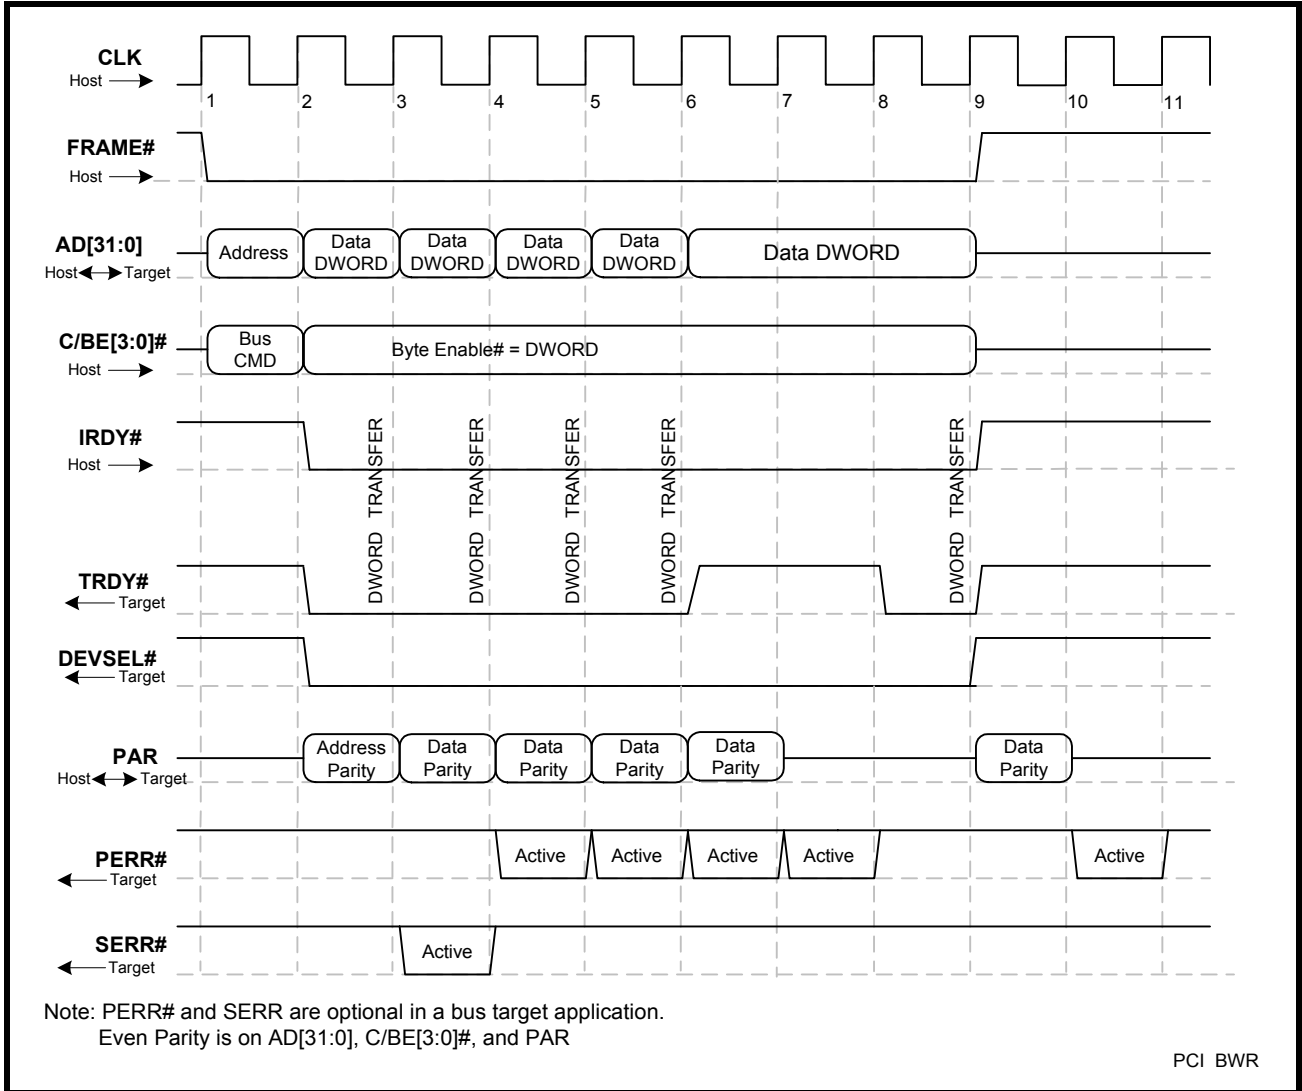 CLK
Host
1 2 3 4 5 6 7 8 9 10 11
FRAME#
Host
AD[31:0]
Host Target
Address
Data
DWORD
Data
DWORD
Data
DWORD
Data
DWORD
Data DWORD
C/BE[3:0]#
Host
Bus
CMD
Byte Enable# = DWORD
IRDY#
Host
DWORD TRANSFER
DWORD TRANSFER
DWORD TRANSFER
DWORD TRANSFER
DWORD TRANSFER
TRDY#
Target
DEVSEL#
Target
PAR
Host Target
Address
Parity
Data
Parity
Data
Parity
Data
Parity
Data
Parity
Data
Parity
PERR#
Target
Active
Active
Active
Active
Active
SERR#
Target
Active
Note: PERR# and SERR are optional in a bus target application.
Even Parity is on AD[31:0], C/BE[3:0]#, and PAR
PCI BWR